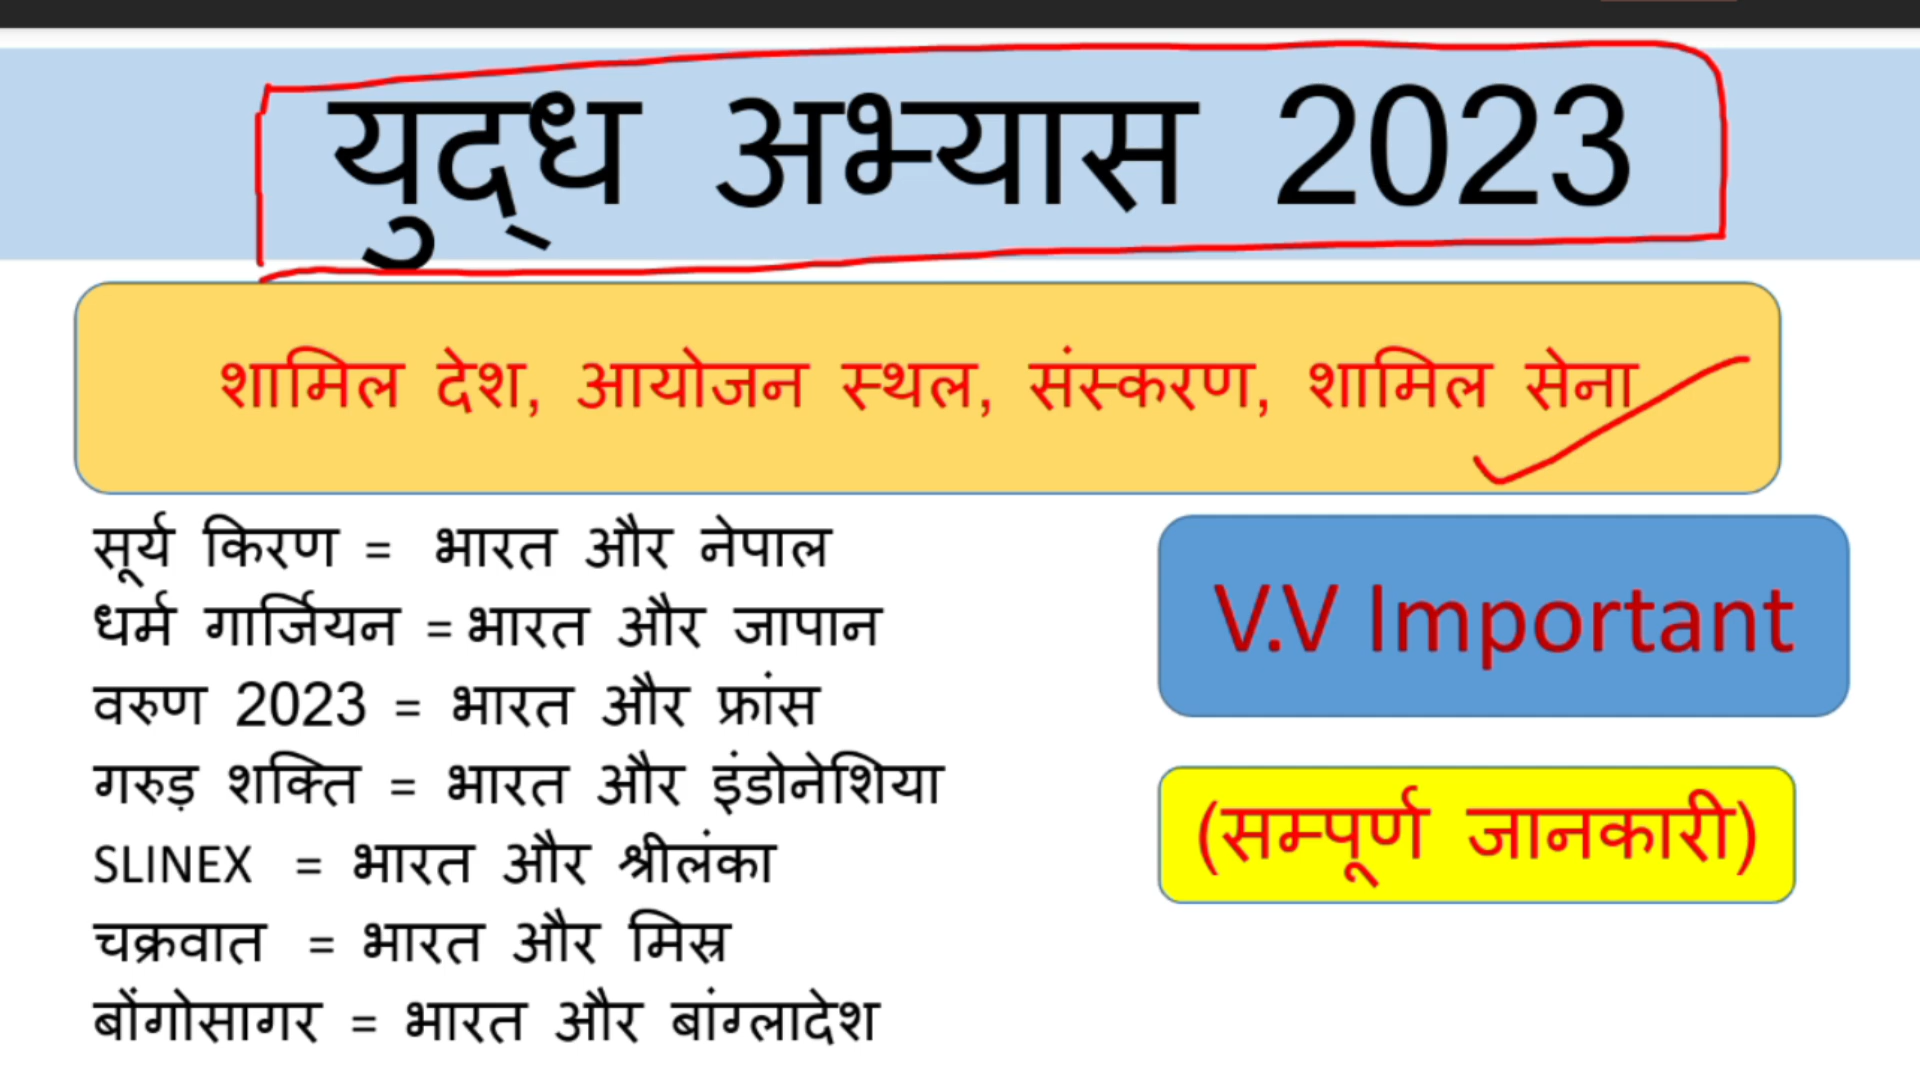 युद्ध अभ्यास 2023
शामिल देश, आयोजन स्थल, संस्करण, शामिल सेना
सूर्य किरण = भारत और नेपाल
धर्म गार्जियन = भारत और जापान
वरुण 2023 = भारत और फ्रांस
गरुड़ शक्ति = भारत और इंडोनेशिया
SLINEX = भारत और श्रीलंका
चक्रवात = भारत और मिस्र
बोंगोसागर = भारत और बांग्लादेश
V.V Important
(सम्पूर्ण जानकारी)